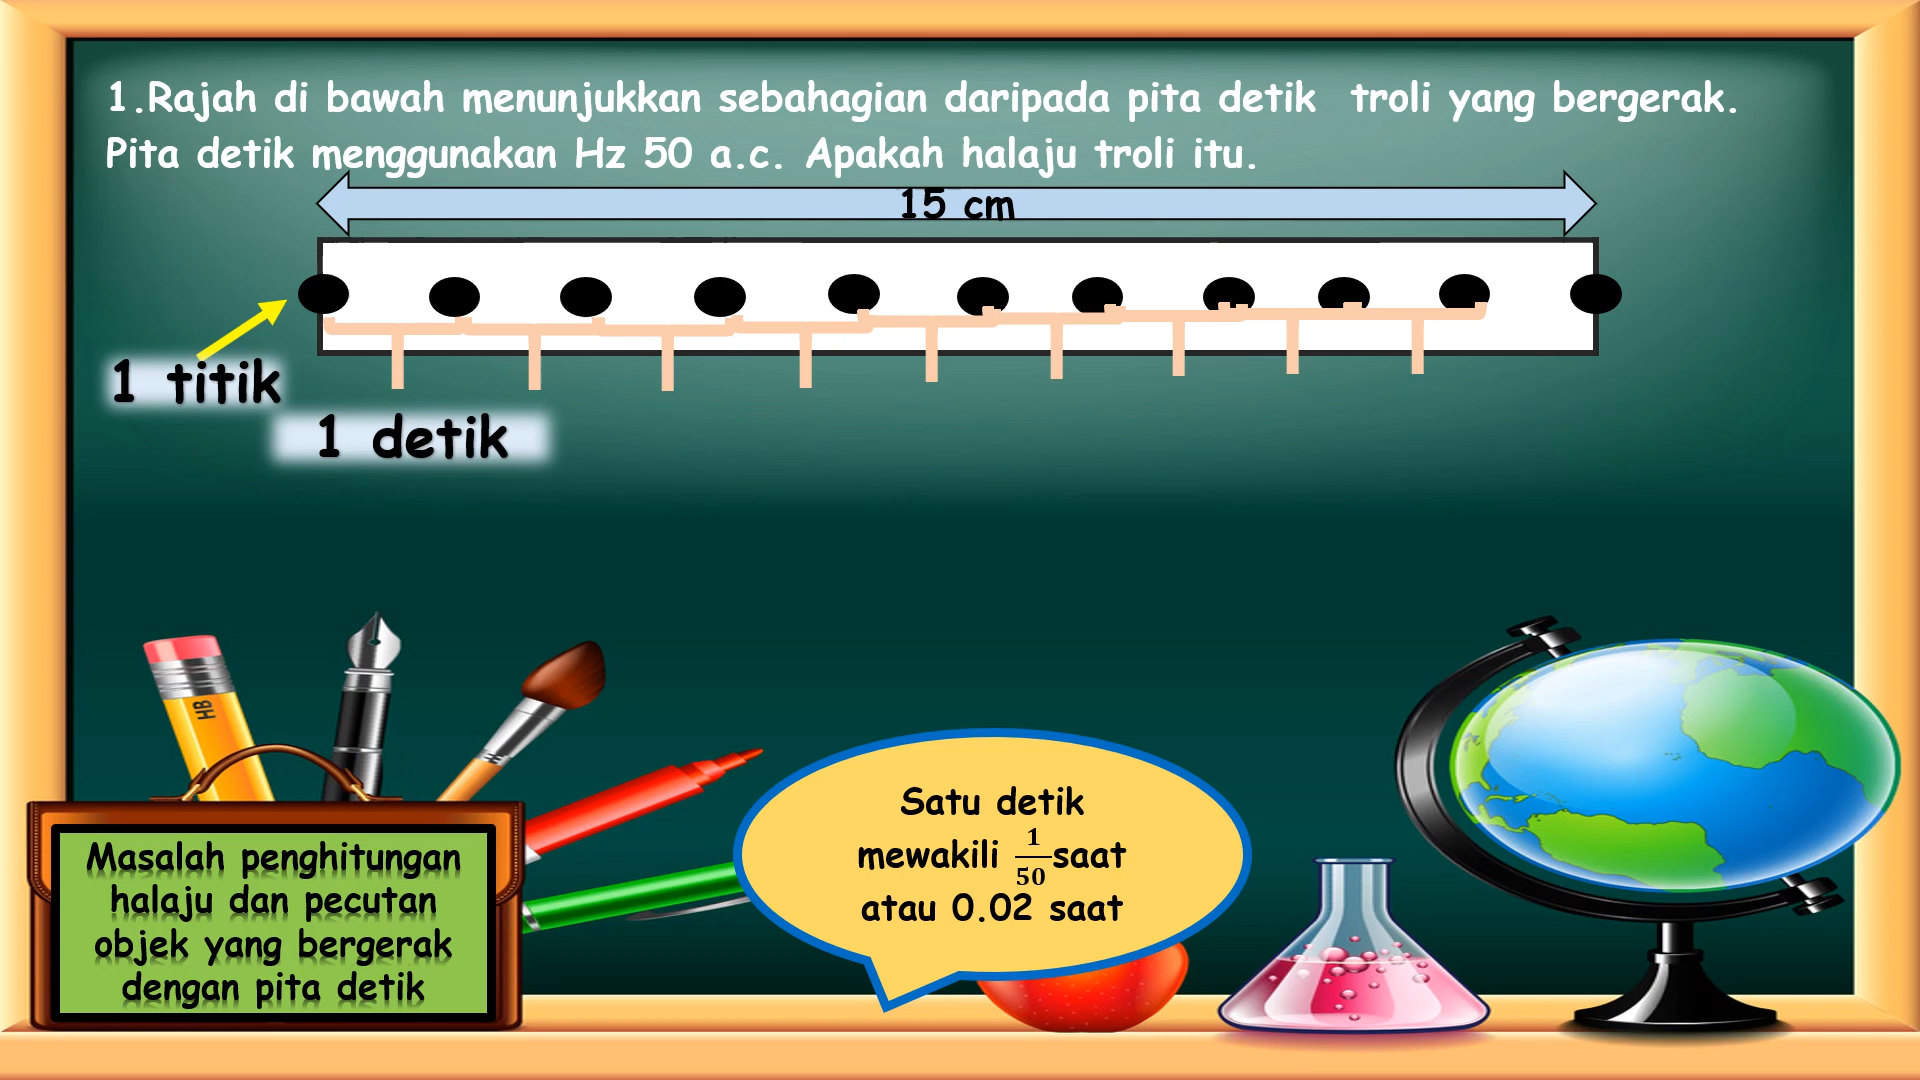 1.Rajah di bawah menunjukkan sebahagian daripada pita detik troli yang bergerak.
Pita detik menggunakan Hz 50 a.c. Apakah halaju troli itu.
15 cm
1 titik
1 detik
HB
Satu detik
mewakili 1/50 saat
atau 0.02 saat
Masalah penghitungan
halaju dan pecutan
objek yang bergerak
dengan pita detik